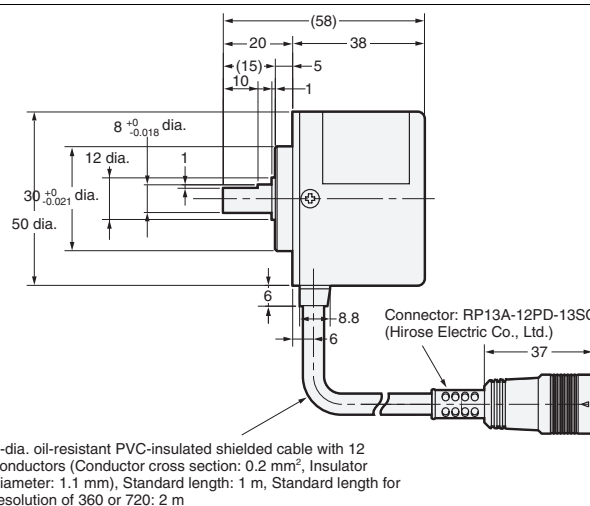 (58)
20
38
(15)
5
10
1
8 +0 -0.018 dia.
12 dia.
1
30 +0 -0.021 dia.
50 dia.
6
8.8
6
Connector: RP13A-12PD-13SC
(Hirose Electric Co., Ltd.)
37
-dia. oil-resistant PVC-insulated shielded cable with 12
onductors (Conductor cross section: 0.2 mm², Insulator
iameter: 1.1 mm), Standard length: 1 m, Standard length for
esolution of 360 or 720: 2 m